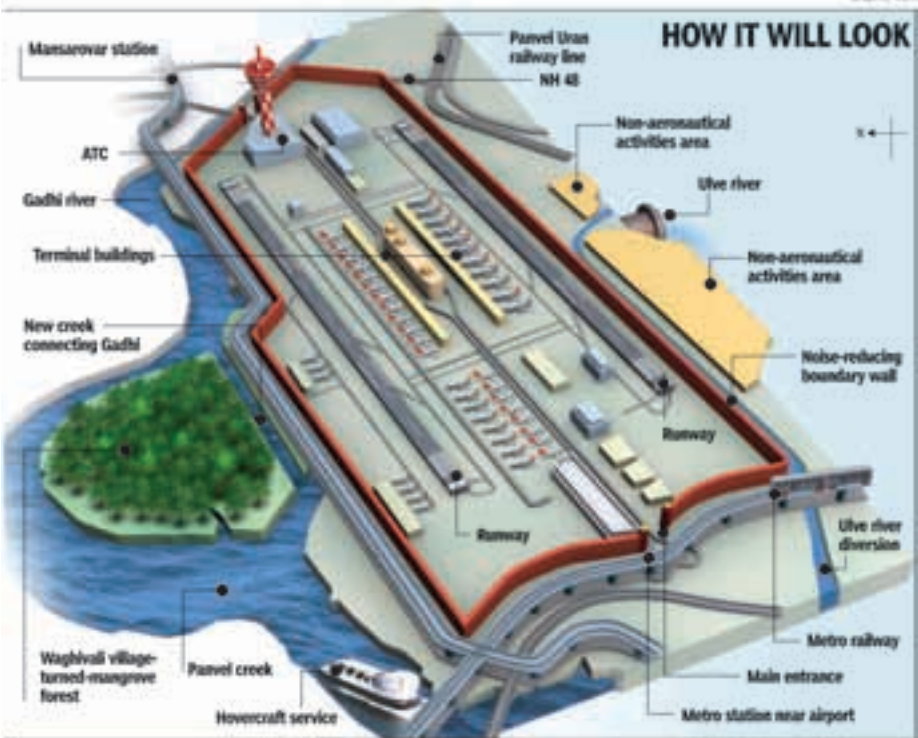 HOW IT WILL LOOK
Mansarovar station
Panvel Uran
railway line
NH 48
Non-aeronautical
activities area
N
ATC
Ulve river
Gadhi river
Terminal buildings
Non-aeronautical
activities area
New creek
connecting Gadhi
Noise-reducing
boundary wall
Runway
Runway
Ulve river
diversion
Metro railway
Waghivali village-
turned-mangrove
forest
Panvel creek
Main entrance
Hovercraft service
Metro station near airport